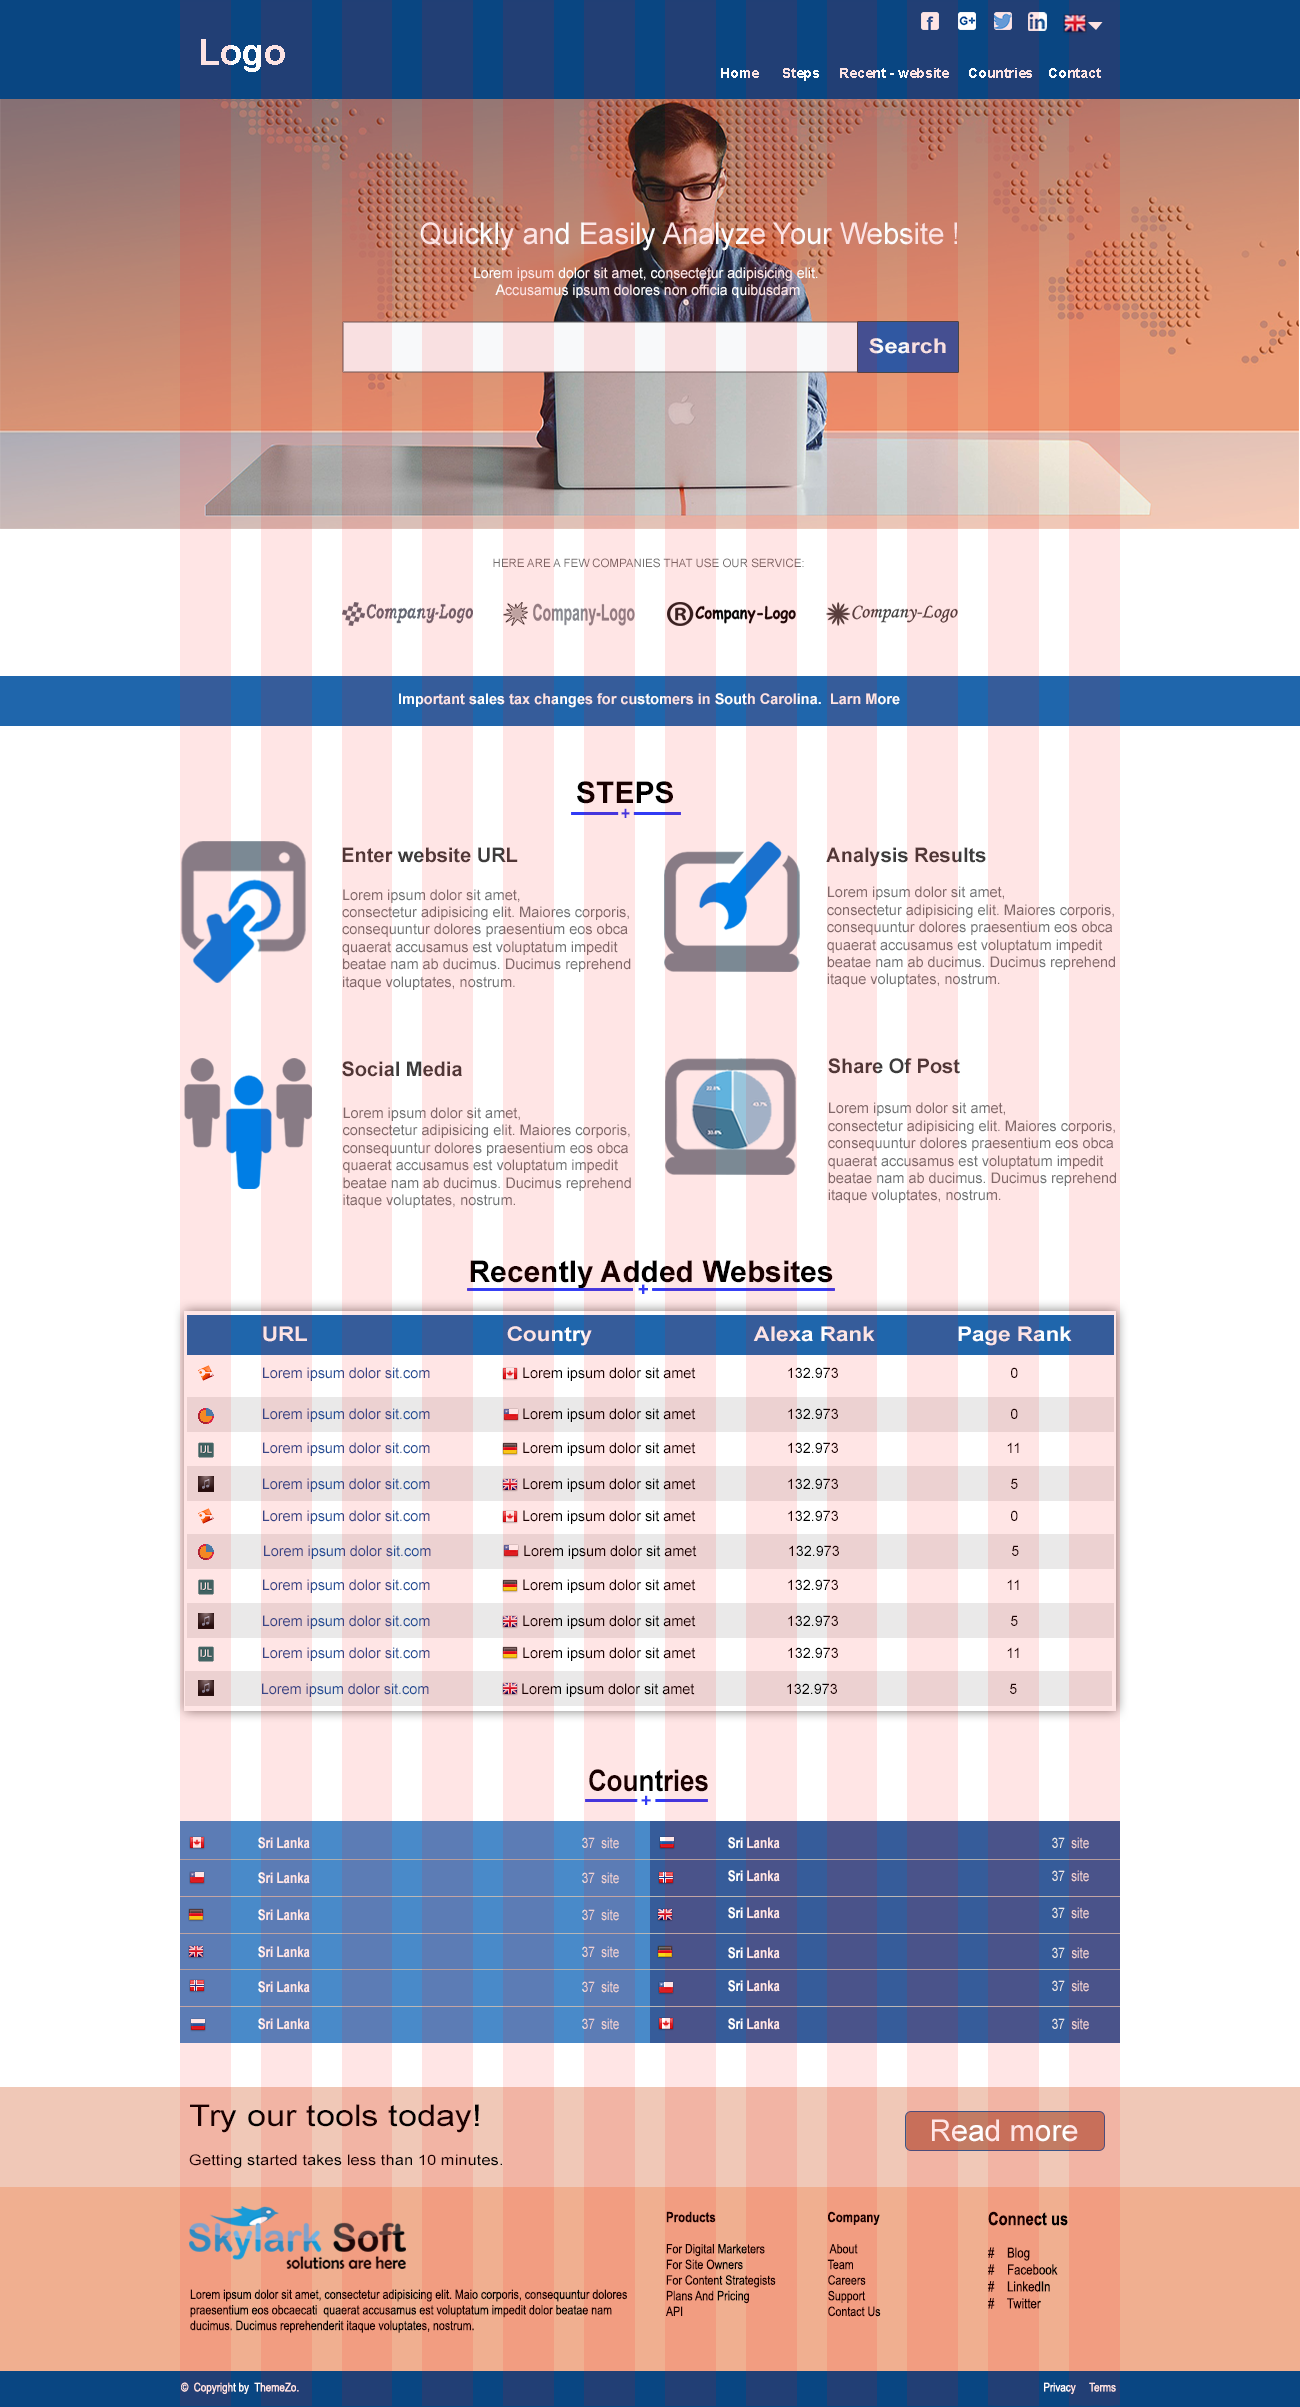 Logo
Home Steps Recent - website Countries Contact
Quickly and Easily Analyze Your Website !
Lorem ipsum dolor sit amet, consectetur adipisicing elit.
Accusamus ipsum dolores non officia quibusdam
Search
HERE ARE A FEW COMPANIES THAT USE OUR SERVICE:
Company-Logo Company-Logo Company-Logo Company-Logo
Important sales tax changes for customers in South Carolina. Larn More
STEPS
Enter website URL
Lorem ipsum dolor sit amet,
consectetur adipisicing elit. Maiores corporis,
consequuntur dolores praesentium eos obca
quaerat accusamus est voluptatum impedit
beatae nam ab ducimus. Ducimus reprehend
itaque voluptates, nostrum.
Analysis Results
Lorem ipsum dolor sit amet,
consectetur adipisicing elit. Maiores corporis,
consequuntur dolores praesentium eos obca
quaerat accusamus est voluptatum impedit
beatae nam ab ducimus. Ducimus reprehend
itaque voluptates, nostrum.
Social Media
Lorem ipsum dolor sit amet,
consectetur adipisicing elit. Maiores corporis,
consequuntur dolores praesentium eos obca
quaerat accusamus est voluptatum impedit
beatae nam ab ducimus. Ducimus reprehend
itaque voluptates, nostrum.
Share Of Post
Lorem ipsum dolor sit amet,
consectetur adipisicing elit. Maiores corporis,
consequuntur dolores praesentium eos obca
quaerat accusamus est voluptatum impedit
beatae nam ab ducimus. Ducimus reprehend
itaque voluptates, nostrum.
Recently Added Websites
URL Country Alexa Rank Page Rank
Lorem ipsum dolor sit.com Lorem ipsum dolor sit amet 132.973 0
Lorem ipsum dolor sit.com Lorem ipsum dolor sit amet 132.973 0
Lorem ipsum dolor sit.com Lorem ipsum dolor sit amet 132.973 11
Lorem ipsum dolor sit.com Lorem ipsum dolor sit amet 132.973 5
Lorem ipsum dolor sit.com Lorem ipsum dolor sit amet 132.973 0
Lorem ipsum dolor sit.com Lorem ipsum dolor sit amet 132.973 5
Lorem ipsum dolor sit.com Lorem ipsum dolor sit amet 132.973 11
Lorem ipsum dolor sit.com Lorem ipsum dolor sit amet 132.973 5
Lorem ipsum dolor sit.com Lorem ipsum dolor sit amet 132.973 11
Lorem ipsum dolor sit.com Lorem ipsum dolor sit amet 132.973 5
Countries
Sri Lanka 37 site Sri Lanka 37 site
Sri Lanka 37 site Sri Lanka 37 site
Sri Lanka 37 site Sri Lanka 37 site
Sri Lanka 37 site Sri Lanka 37 site
Sri Lanka 37 site Sri Lanka 37 site
Sri Lanka 37 site Sri Lanka 37 site
Try our tools today!
Getting started takes less than 10 minutes.
Read more
Skylark Soft
solutions are here
Lorem ipsum dolor sit amet, consectetur adipisicing elit. Maio corporis, consequuntur dolores
praesentium eos obcaecati quaerat accusamus est voluptatum impedit dolor beatae nam
ducimus. Ducimus reprehenderit itaque voluptates, nostrum.
Products
For Digital Marketers
For Site Owners
For Content Strategists
Plans And Pricing
API
Company
About
Team
Careers
Support
Contact Us
Connect us
# Blog
# Facebook
# LinkedIn
# Twitter
© Copyright by ThemeZo.
Privacy Terms